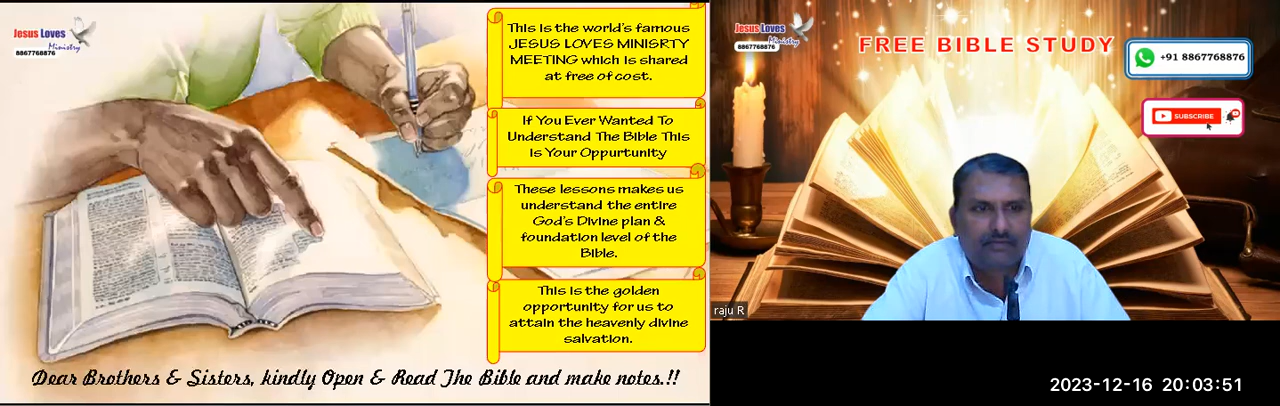 Jesus Loves
Ministry
8867768876
This is the world's famous
JESUS LOVES MINISRTY
MEETING which is shared
at free of cost.
If You Ever Wanted To
Understand The Bible This
is Your Oppurtunity
These lessons makes us
understand the entire
God's Divine plan &
foundation level of the
Bible.
This is the golden
opportunity for us to
attain the heavenly divine
salvation.
Dear Brothers & Sisters, kindly Open & Read The Bible and make notes.!!
Jesus Loves
Ministry
8867768876
FREE BIBLE STUDY
+91 8867768876
SUBSCRIBE
raju R
2023-12-16 20:03:51